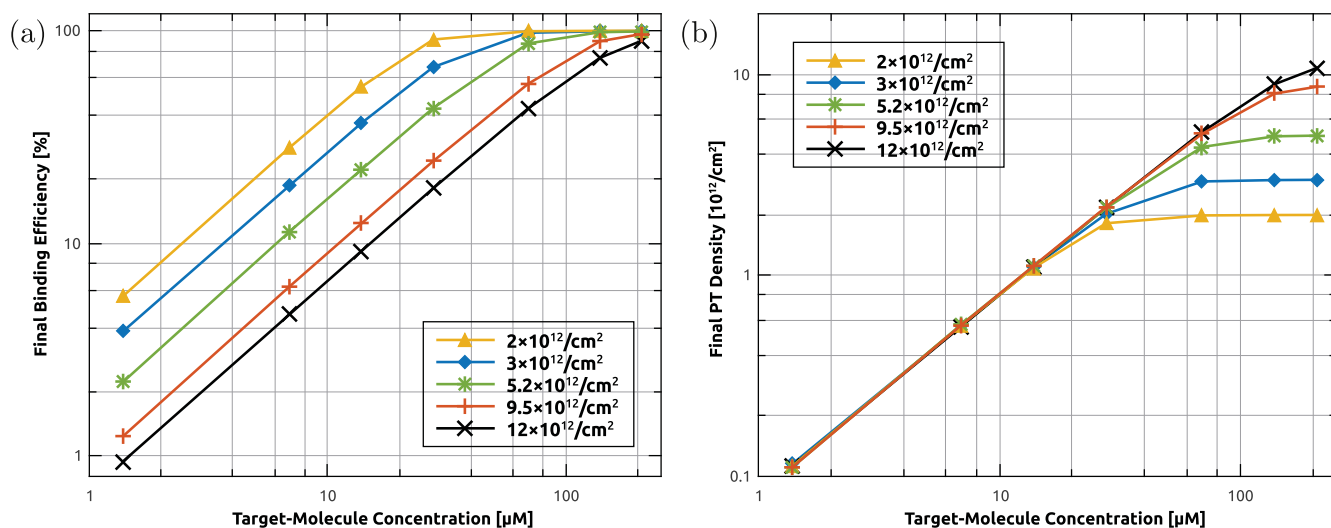 (a)
100
10
1
Final Binding Efficiency [%]
2×10¹²/cm²
3×10¹²/cm²
5.2×10¹²/cm²
9.5×10¹²/cm²
12×10¹²/cm²
1
10
100
Target-Molecule Concentration [µM]
(b)
10
1
0.1
Final PT Density [10¹²/cm²]
2×10¹²/cm²
3×10¹²/cm²
5.2×10¹²/cm²
9.5×10¹²/cm²
12×10¹²/cm²
1
10
100
Target-Molecule Concentration [µM]